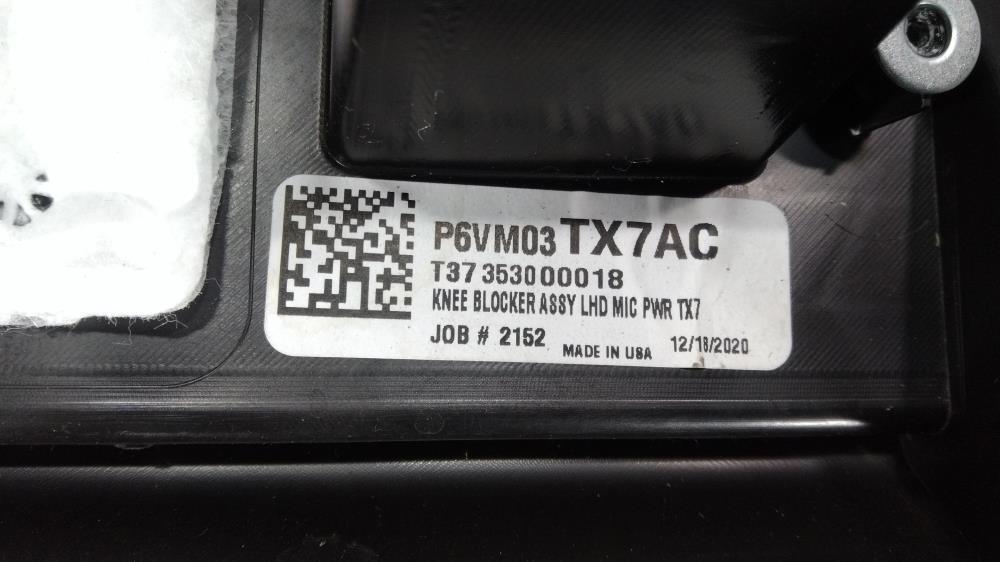 P6VM03 TX7AC
T37 353000018
KNEE BLOCKER ASSY LHD MIC PWR TX7
JOB # 2152 MADE IN USA 12/18/2020